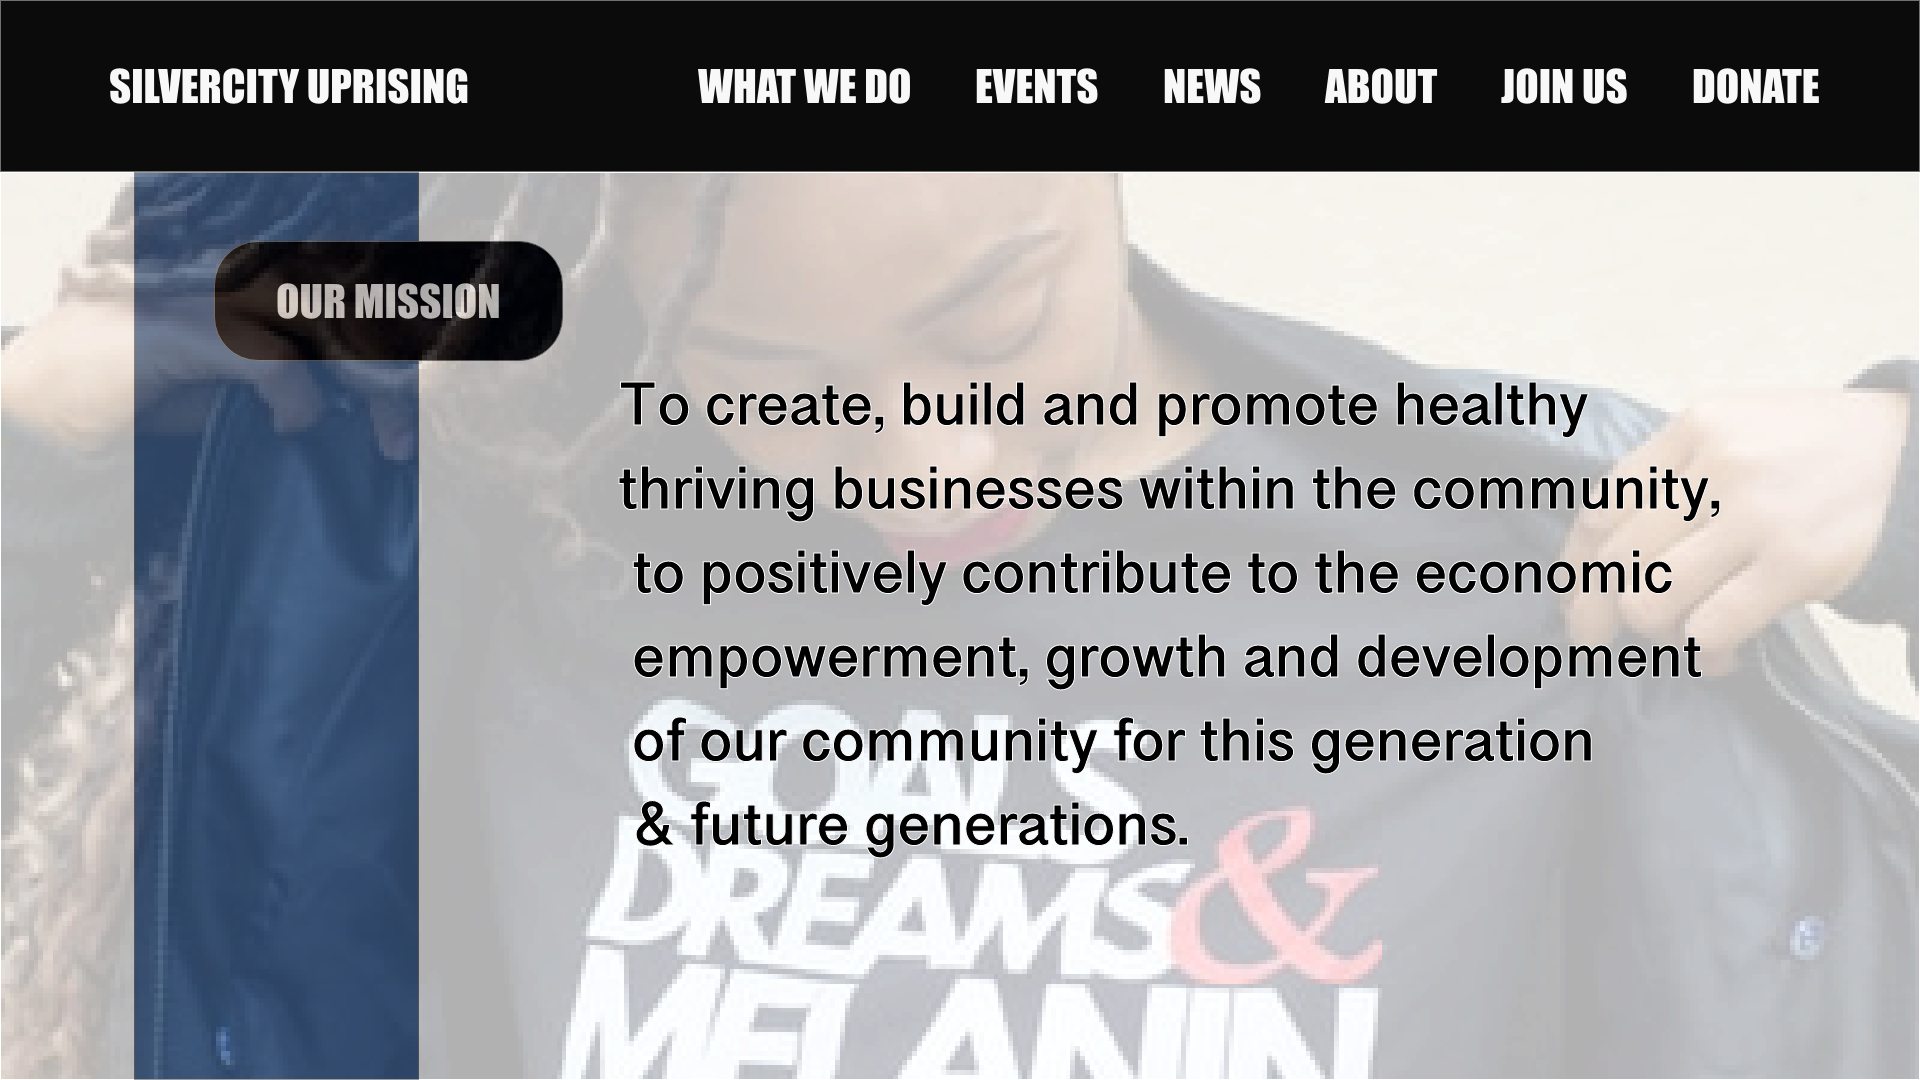 SILVERCITY UPRISING WHAT WE DO EVENTS NEWS ABOUT JOIN US DONATE
OUR MISSION
To create, build and promote healthy
thriving businesses within the community,
to positively contribute to the economic
empowerment, growth and development
of our community for this generation
& future generations.
GOALS
DREAMS &
MELANIN